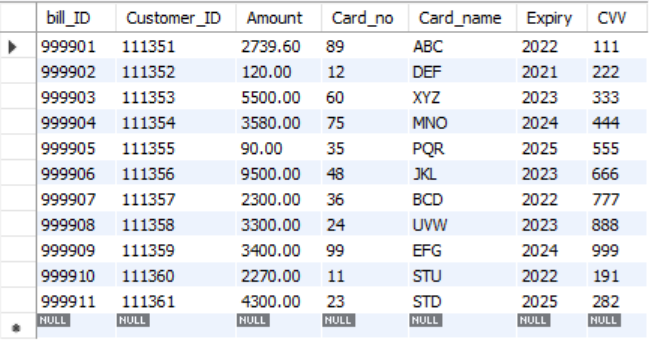 bill_ID Customer_ID Amount Card_no Card_name Expiry CVV
999901 111351 2739.60 89 ABC 2022 111
999902 111352 120.00 12 DEF 2021 222
999903 111353 5500.00 60 XYZ 2023 333
999904 111354 3580.00 75 MNO 2024 444
999905 111355 90.00 35 PQR 2025 555
999906 111356 9500.00 48 JKL 2023 666
999907 111357 2300.00 36 BCD 2022 777
999908 111358 3300.00 24 UVW 2023 888
999909 111359 3400.00 99 EFG 2024 999
999910 111360 2270.00 11 STU 2022 191
999911 111361 4300.00 23 STD 2025 282
NULL NULL NULL NULL NULL NULL NULL